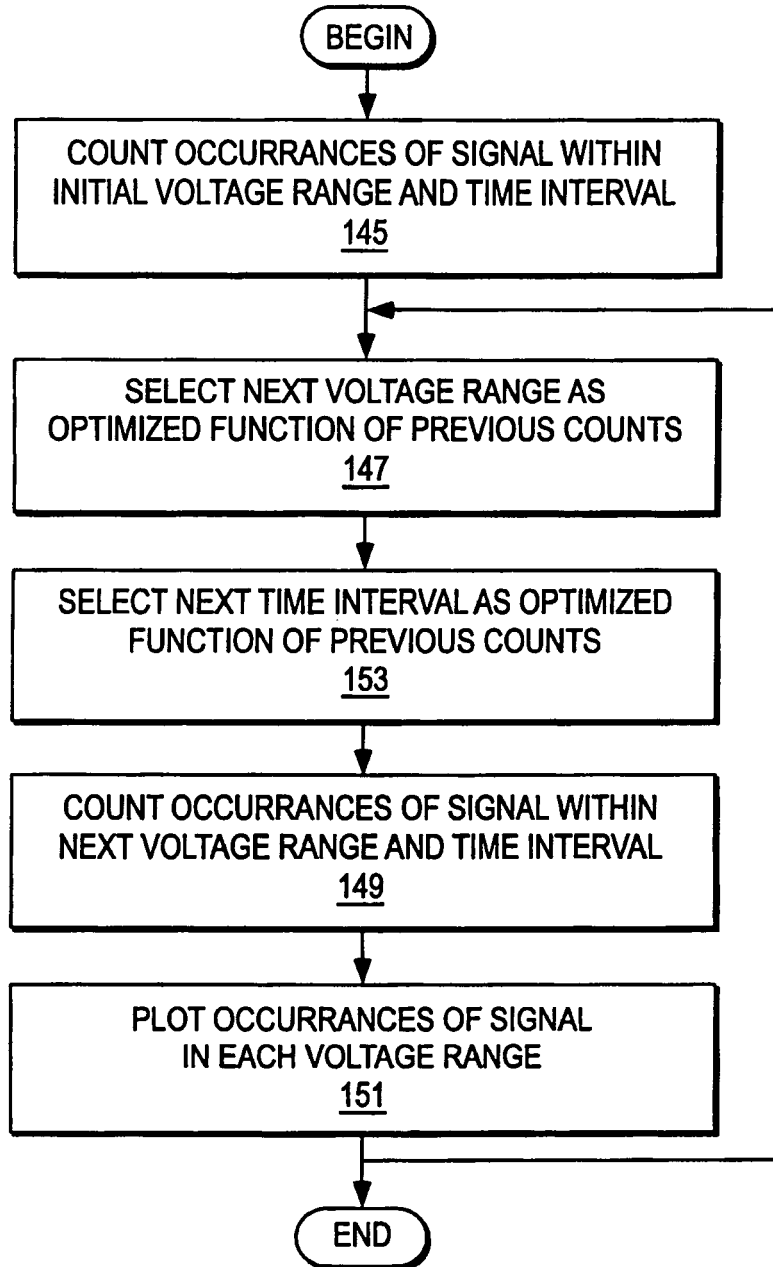 BEGIN
COUNT OCCURRANCES OF SIGNAL WITHIN
INITIAL VOLTAGE RANGE AND TIME INTERVAL
145
SELECT NEXT VOLTAGE RANGE AS
OPTIMIZED FUNCTION OF PREVIOUS COUNTS
147
SELECT NEXT TIME INTERVAL AS OPTIMIZED
FUNCTION OF PREVIOUS COUNTS
153
COUNT OCCURRANCES OF SIGNAL WITHIN
NEXT VOLTAGE RANGE AND TIME INTERVAL
149
PLOT OCCURRANCES OF SIGNAL
IN EACH VOLTAGE RANGE
151
END